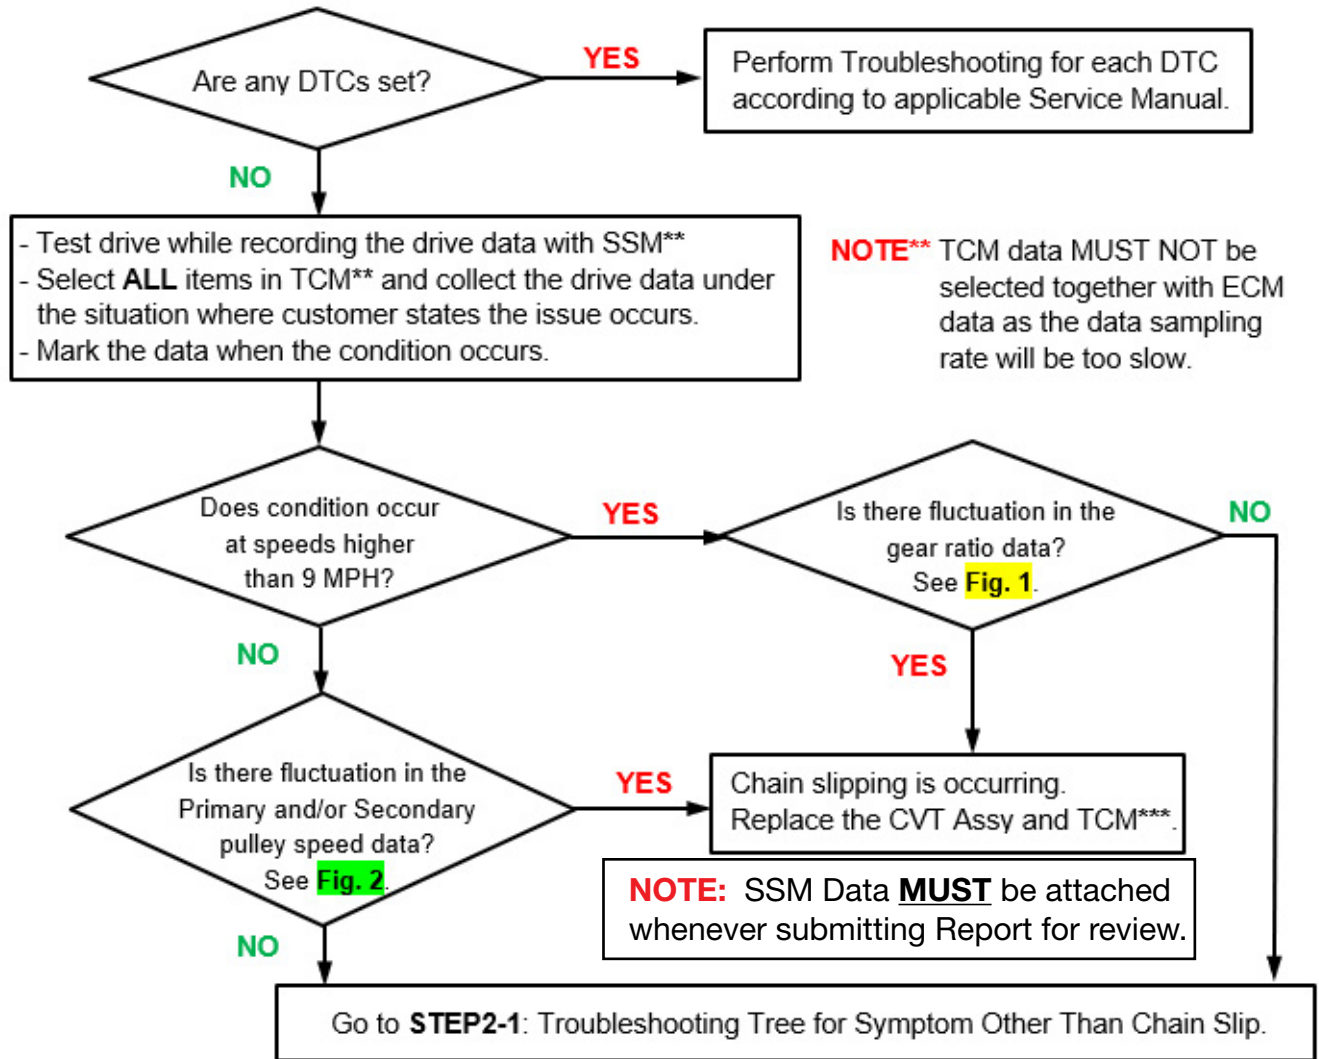 Are any DTCs set?
YES
Perform Troubleshooting for each DTC
according to applicable Service Manual.
NO
- Test drive while recording the drive data with SSM**
- Select ALL items in TCM** and collect the drive data under
the situation where customer states the issue occurs.
- Mark the data when the condition occurs.
NOTE** TCM data MUST NOT be
selected together with ECM
data as the data sampling
rate will be too slow.
Does condition occur
at speeds higher
than 9 MPH?
YES
Is there fluctuation in the
gear ratio data?
See Fig. 1.
NO
NO
YES
Is there fluctuation in the
Primary and/or Secondary
pulley speed data?
See Fig. 2.
YES
Chain slipping is occurring.
Replace the CVT Assy and TCM***.
NOTE: SSM Data MUST be attached
whenever submitting Report for review.
NO
Go to STEP2-1: Troubleshooting Tree for Symptom Other Than Chain Slip.